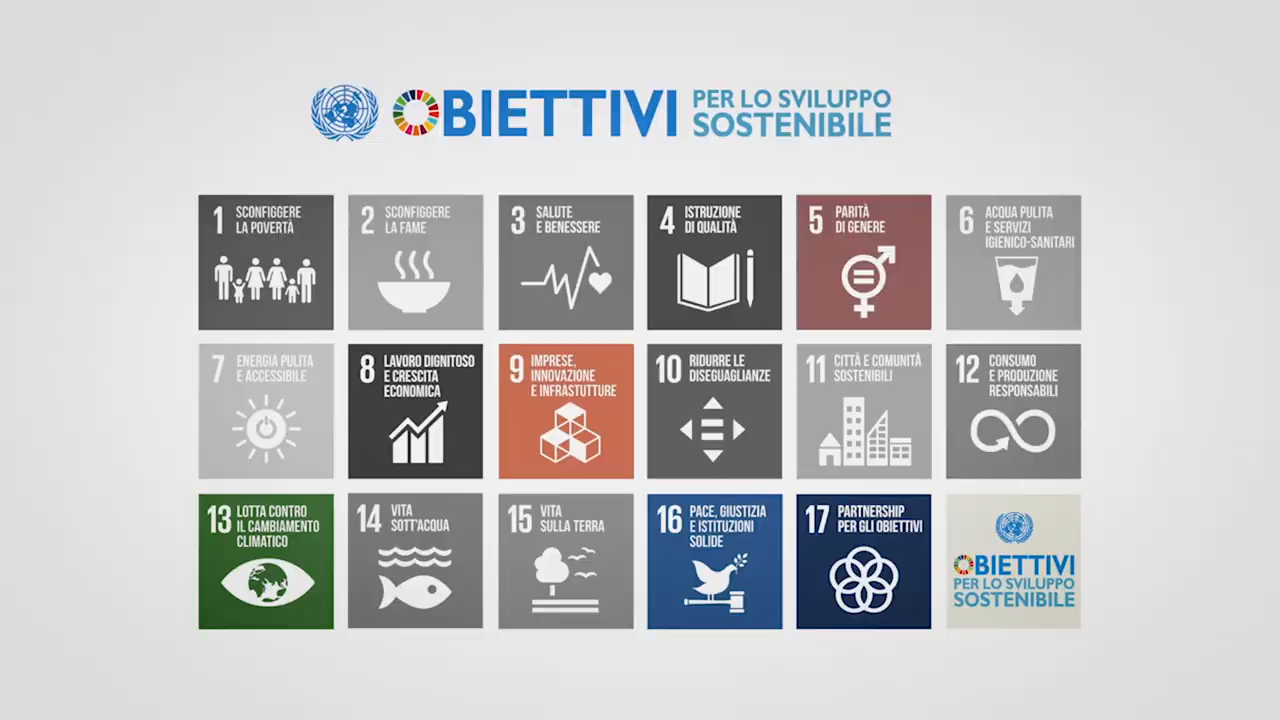 OBIETTIVI PER LO SVILUPPO
SOSTENIBILE
1 SCONFIGGERE
LA POVERTÀ
2 SCONFIGGERE
LA FAME
3 SALUTE
E BENESSERE
4 ISTRUZIONE
DI QUALITÀ
5 PARITÀ
DI GENERE
6 ACQUA PULITA
E SERVIZI
IGIENICO-SANITARI
7 ENERGIA PULITA
E ACCESSIBILE
8 LAVORO DIGNITOSO
E CRESCITA
ECONOMICA
9 IMPRESE,
INNOVAZIONE
E INFRASTUTTURE
10 RIDURRE LE
DISEGUAGLIANZE
11 CITTÀ E COMUNITÀ
SOSTENIBILI
12 CONSUMO
E PRODUZIONE
RESPONSABILI
13 LOTTA CONTRO
IL CAMBIAMENTO
CLIMATICO
14 VITA
SOTT'ACQUA
15 VITA
SULLA TERRA
16 PACE, GIUSTIZIA
E ISTITUZIONI
SOLIDE
17 PARTNERSHIP
PER GLI OBIETTIVI
OBIETTIVI
PER LO SVILUPPO
SOSTENIBILE